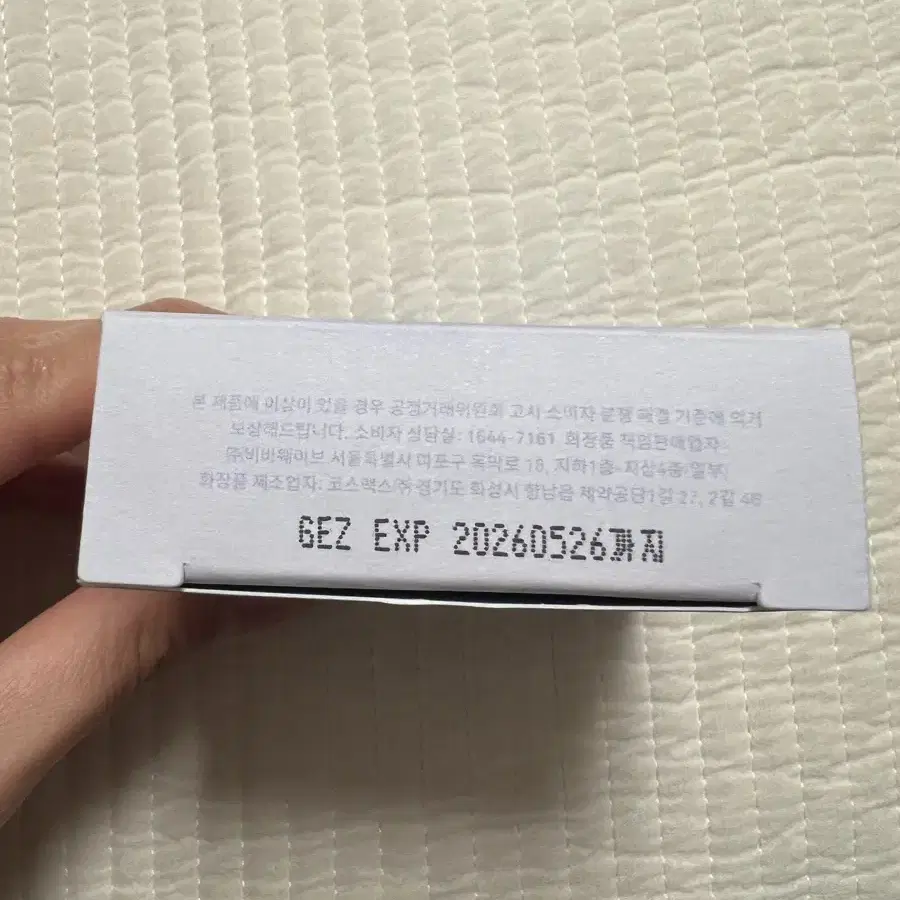 본 제품에 이상이 있을 경우 공정거래위원회 고시 소비자 분쟁 해결 기준에 의거
보상해드립니다. 소비자 상담실: 1644-7161 화장품 책임판매업자:
(주)비바웨이브 서울특별시 마포구 독막로 18, 지하1층-지상4층(일부)
화장품 제조업자: 코스맥스㈜ 경기도 화성시 향남읍 제약공단1길 27, 2길 46
GEZ EXP 20260526까지